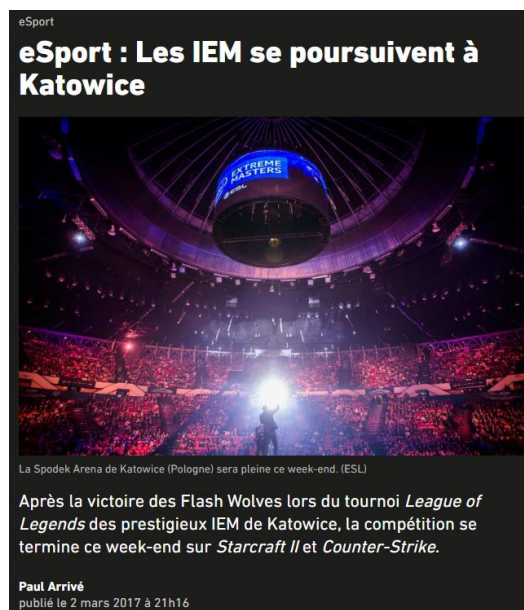 eSport
eSport : Les IEM se poursuivent à
Katowice
EXTREME
MASTERS
ESL
La Spodek Arena de Katowice (Pologne) sera pleine ce week-end. (ESL)
Après la victoire des Flash Wolves lors du tournoi League of
Legends des prestigieux IEM de Katowice, la compétition se
termine ce week-end sur Starcraft II et Counter-Strike.
Paul Arrivé
publié le 2 mars 2017 à 21h16